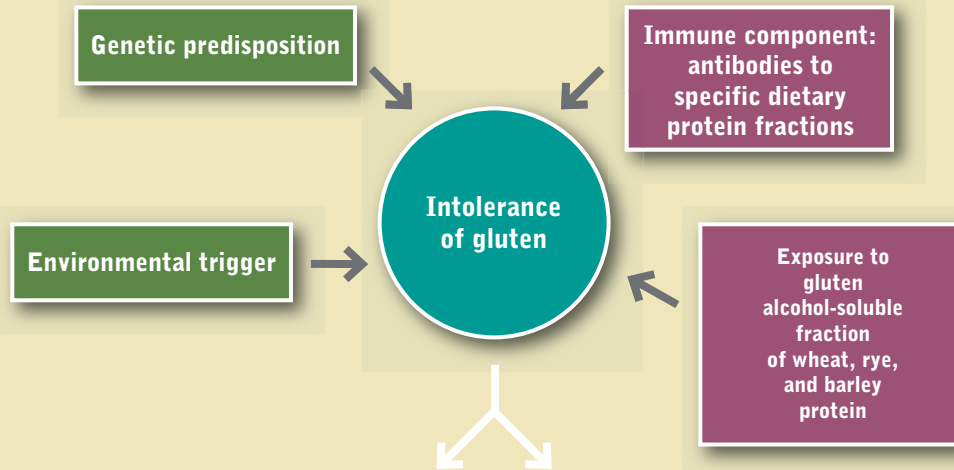 Genetic predisposition
Immune component:
antibodies to
specific dietary
protein fractions
Intolerance
of gluten
Environmental trigger
Exposure to
gluten
alcohol-soluble
fraction
of wheat, rye,
and barley
protein